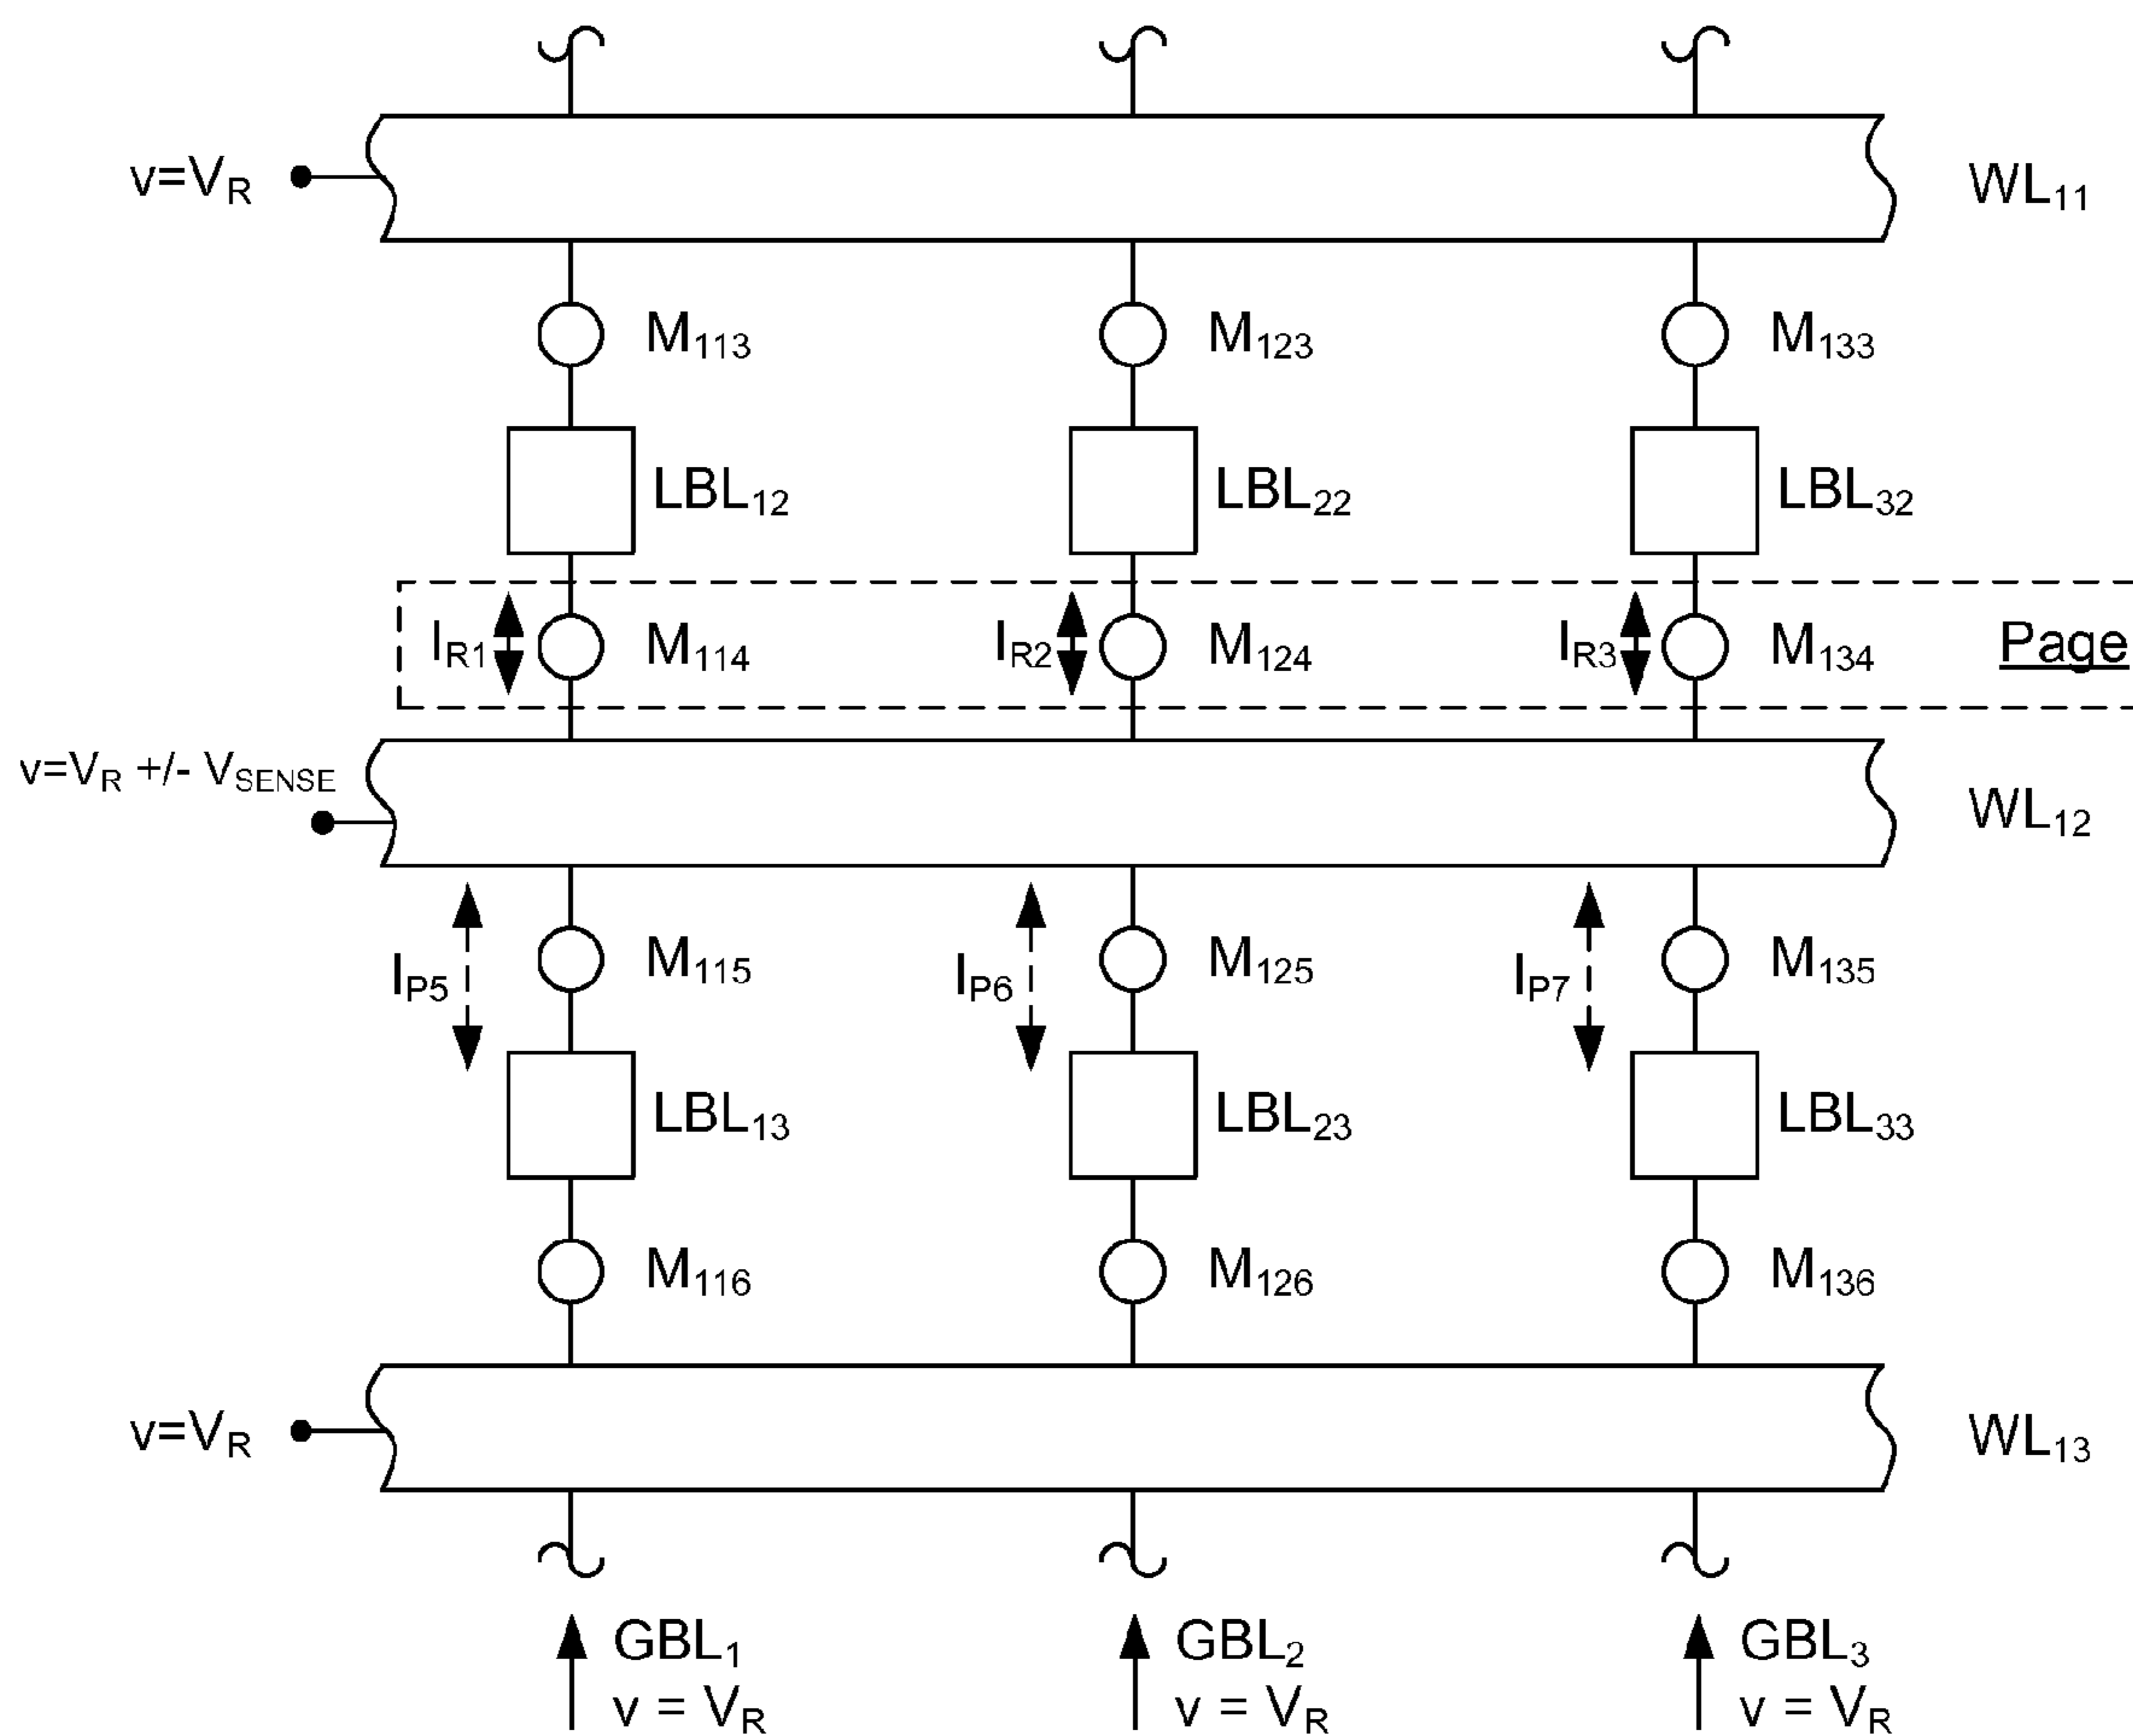 v=V_R WL_11
M_113 M_123 M_133
LBL_12 LBL_22 LBL_32
I_R1 M_114 I_R2 M_124 I_R3 M_134 Page
v=V_R +/- V_SENSE WL_12
M_115 M_125 M_135
I_P5 I_P6 I_P7
LBL_13 LBL_23 LBL_33
M_116 M_126 M_136
v=V_R WL_13
GBL_1 GBL_2 GBL_3
v = V_R v = V_R v = V_R